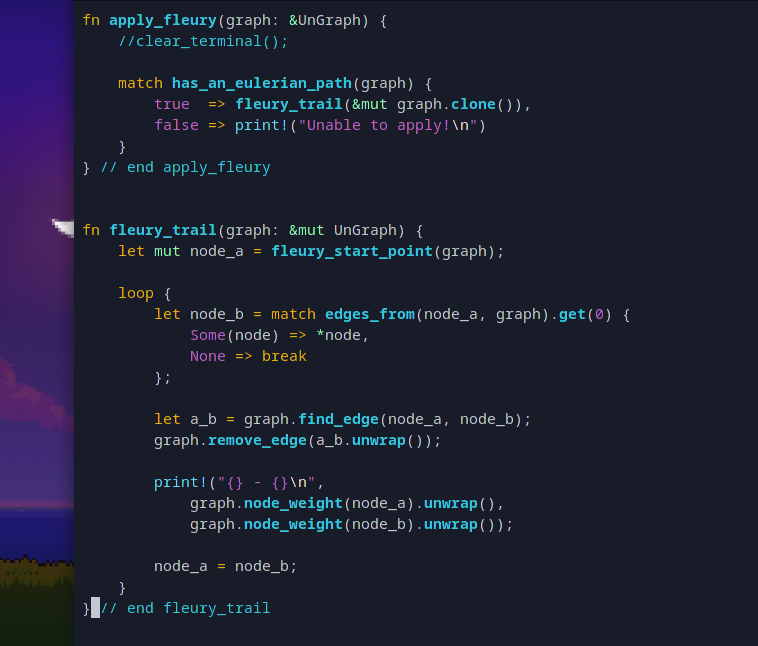 fn apply_fleury(graph: &UnGraph) {
    //clear_terminal();
    match has_an_eulerian_path(graph) {
        true  => fleury_trail(&mut graph.clone()),
        false => print!("Unable to apply!\n")
    }
} // end apply_fleury
fn fleury_trail(graph: &mut UnGraph) {
    let mut node_a = fleury_start_point(graph);
    loop {
        let node_b = match edges_from(node_a, graph).get(0) {
            Some(node) => *node,
            None => break
        };
        let a_b = graph.find_edge(node_a, node_b);
        graph.remove_edge(a_b.unwrap());
        print!("{} - {}\n",
            graph.node_weight(node_a).unwrap(),
            graph.node_weight(node_b).unwrap());
        node_a = node_b;
    }
} // end fleury_trail